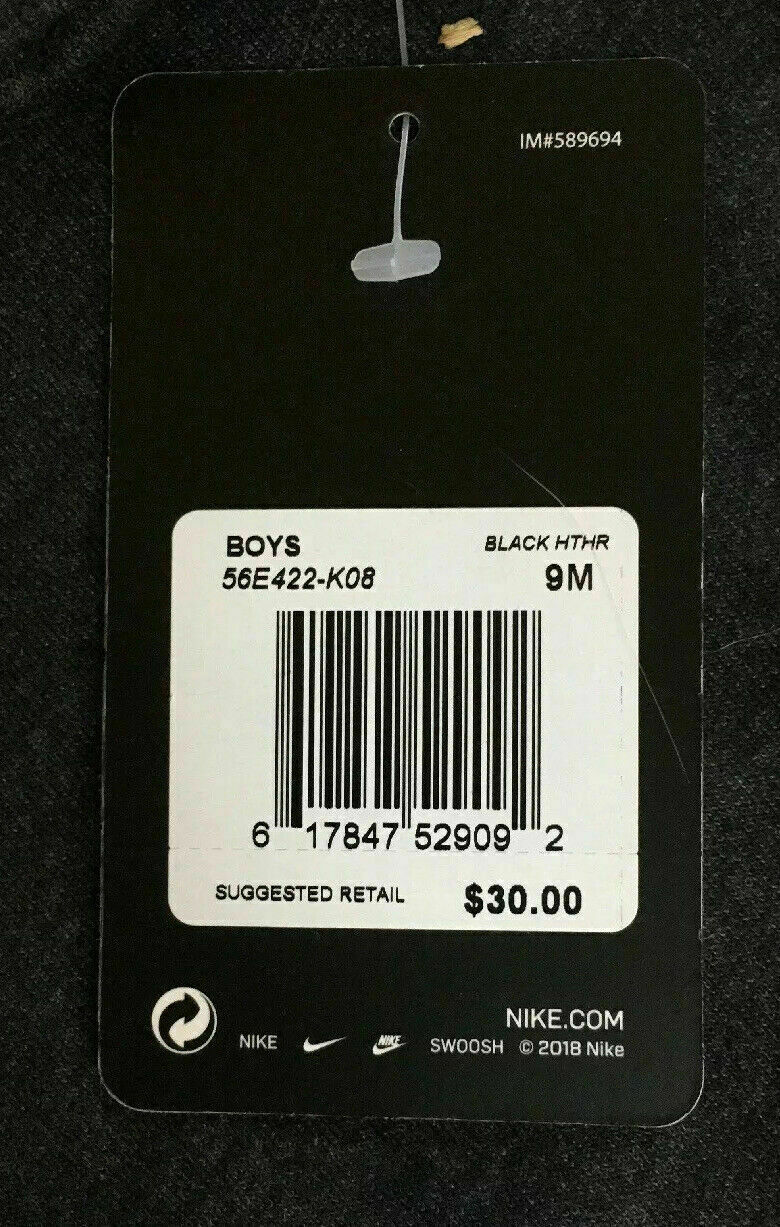 IM#589694
BOYS BLACK HTHR
56E422-K08 9M
6 17847 52909 2
SUGGESTED RETAIL $30.00
NIKE.COM
NIKE NIKE SWOOSH © 2018 Nike